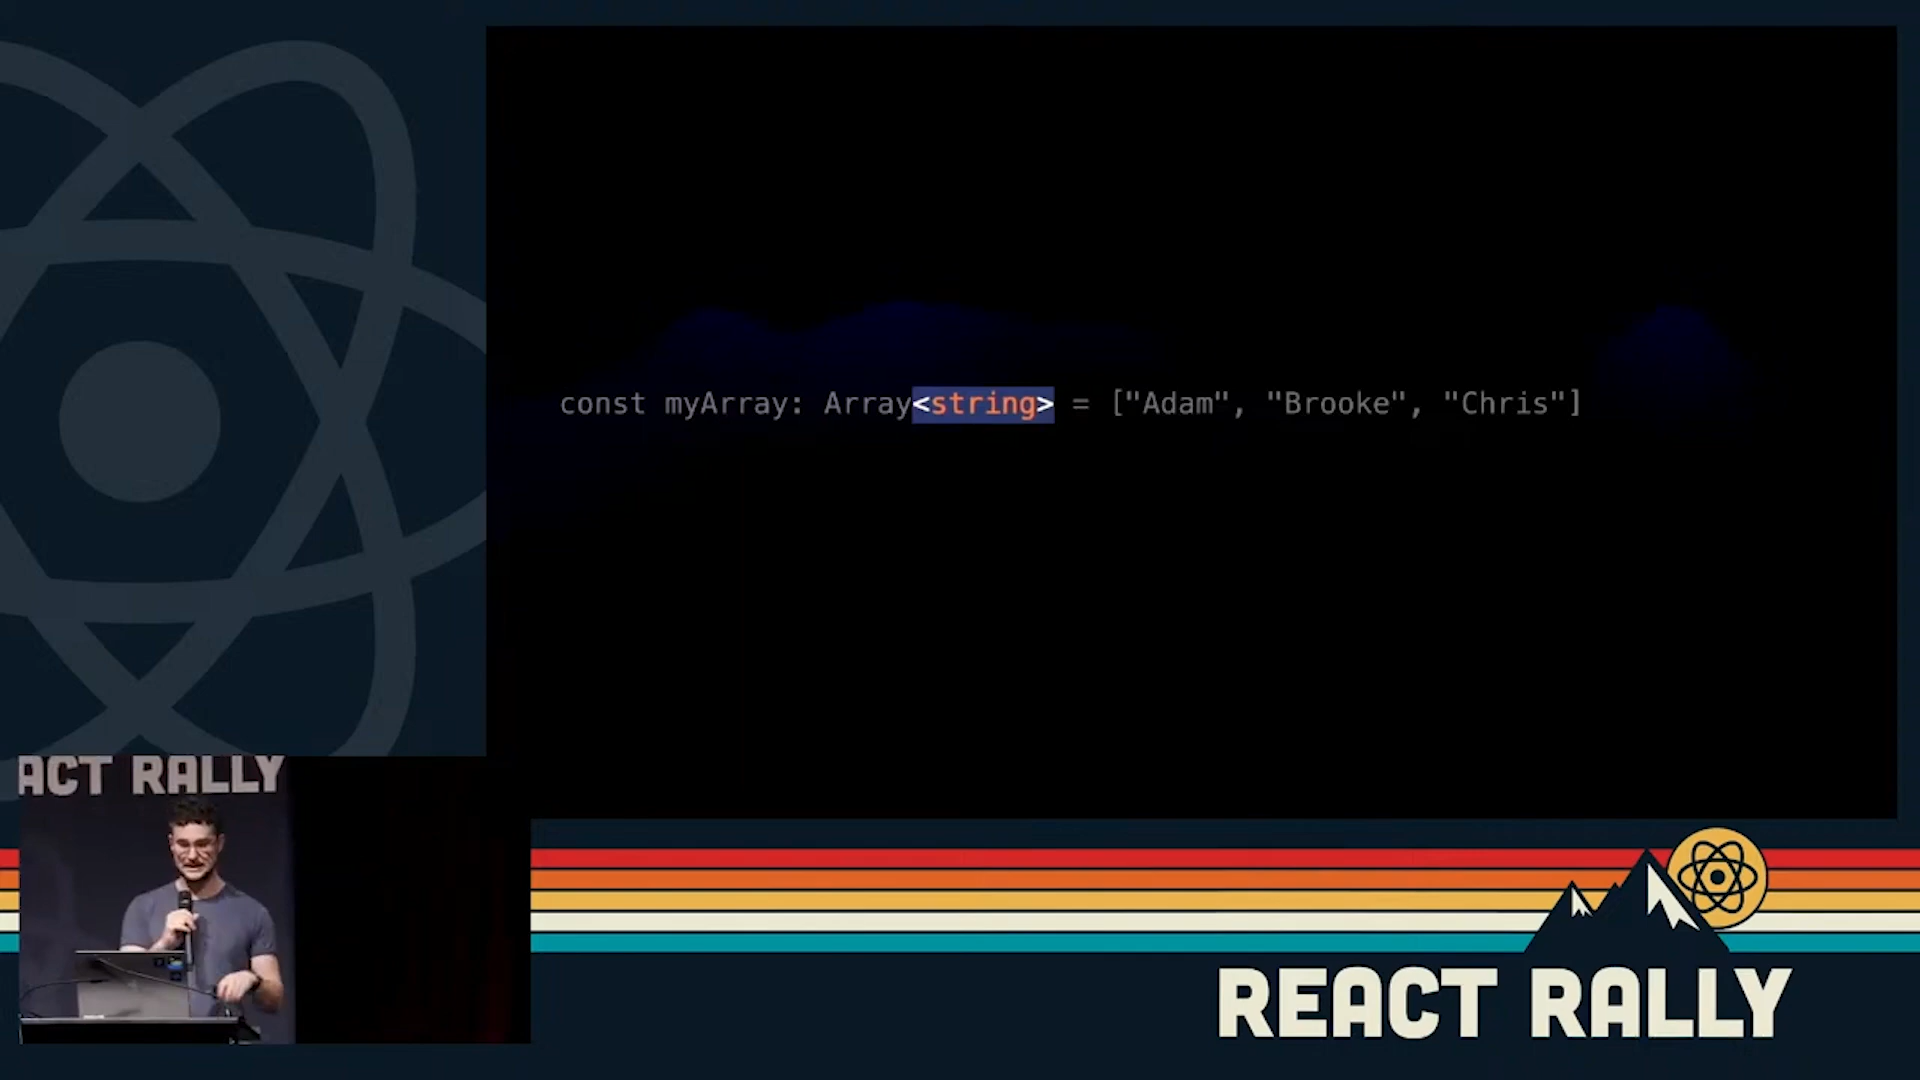 const myArray: Array<string> = ["Adam", "Brooke", "Chris"]
ACT RALLY
REACT RALLY